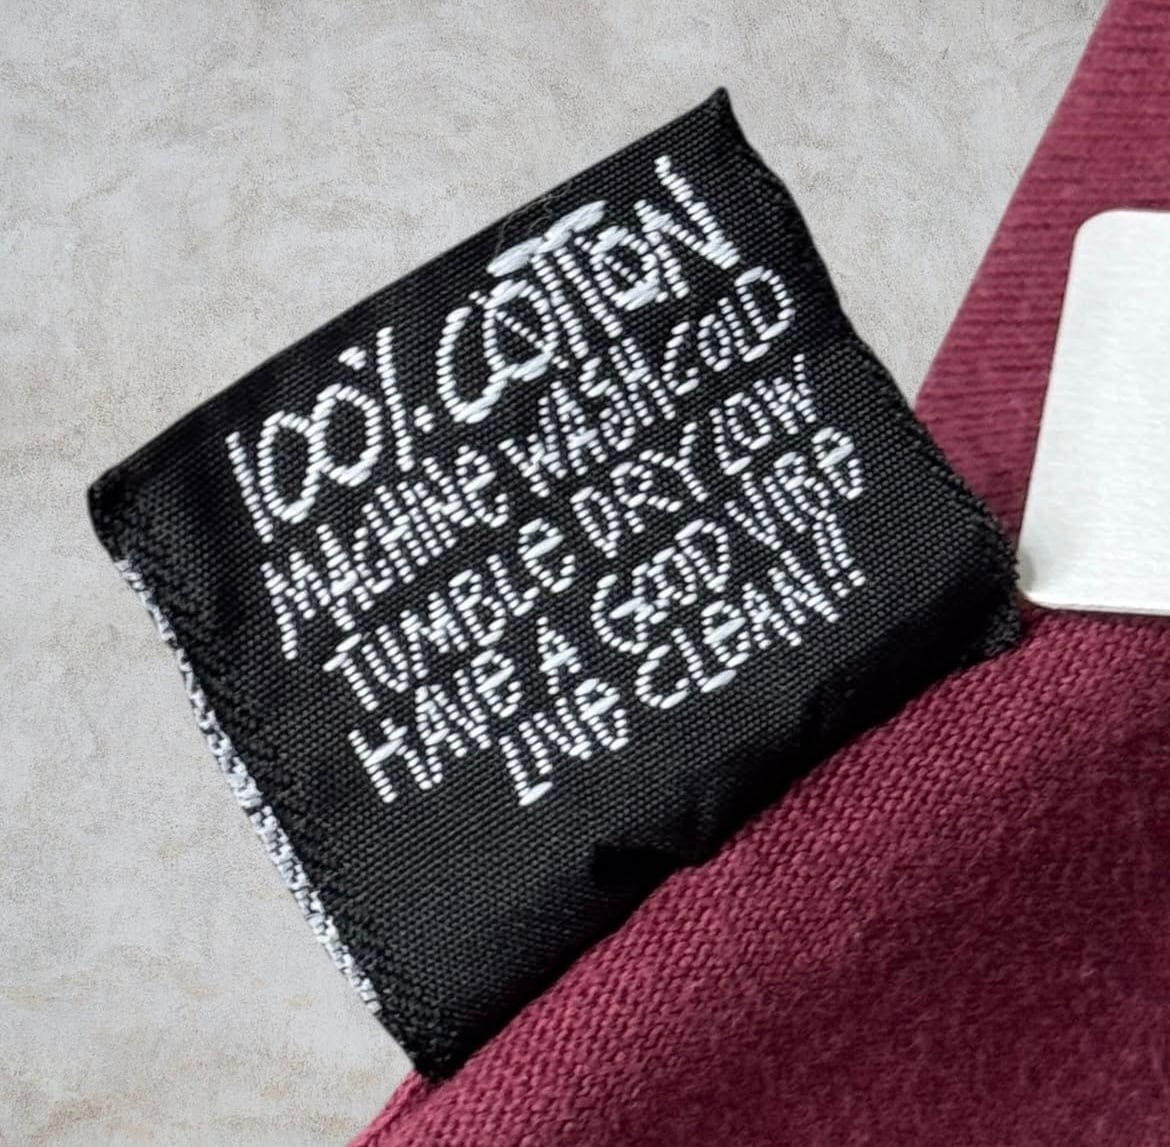 100% COTTON
MACHINE WASH COLD
TUMBLE DRY LOW
HAVE A GOOD VIBE
LIVE CLEAN!!